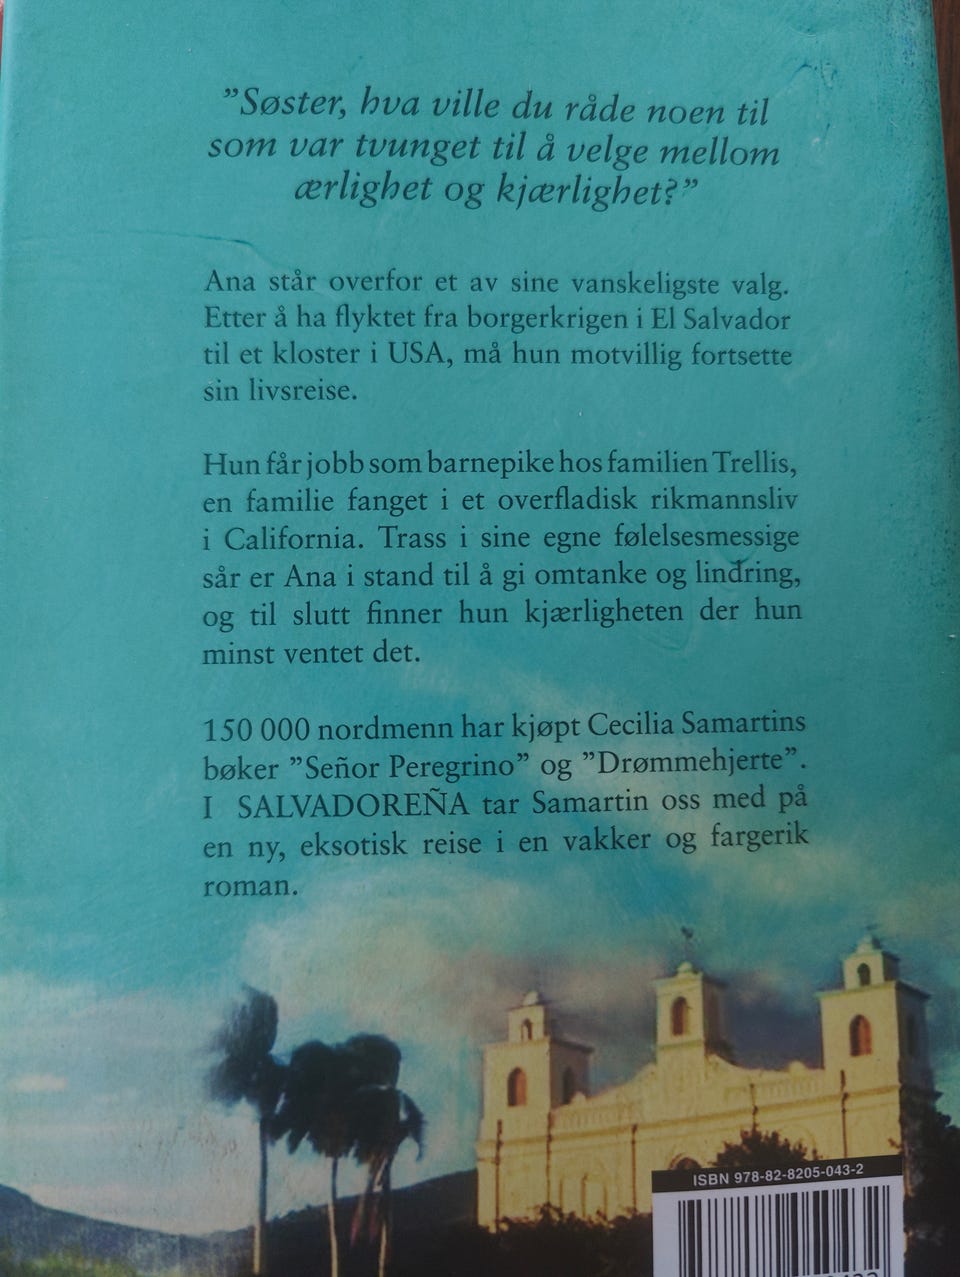 ”Søster, hva ville du råde noen til
som var tvunget til å velge mellom
ærlighet og kjærlighet?”
Ana står overfor et av sine vanskeligste valg.
Etter å ha flyktet fra borgerkrigen i El Salvador
til et kloster i USA, må hun motvillig fortsette
sin livsreise.
Hun får jobb som barnepike hos familien Trellis,
en familie fanget i et overfladisk rikmannsliv
i California. Trass i sine egne følelsesmessige
sår er Ana i stand til å gi omtanke og lindring,
og til slutt finner hun kjærligheten der hun
minst ventet det.
150 000 nordmenn har kjøpt Cecilia Samartins
bøker ”Señor Peregrino” og ”Drømmehjerte”.
I SALVADOREÑA tar Samartin oss med på
en ny, eksotisk reise i en vakker og fargerik
roman.
ISBN 978-82-8205-043-2